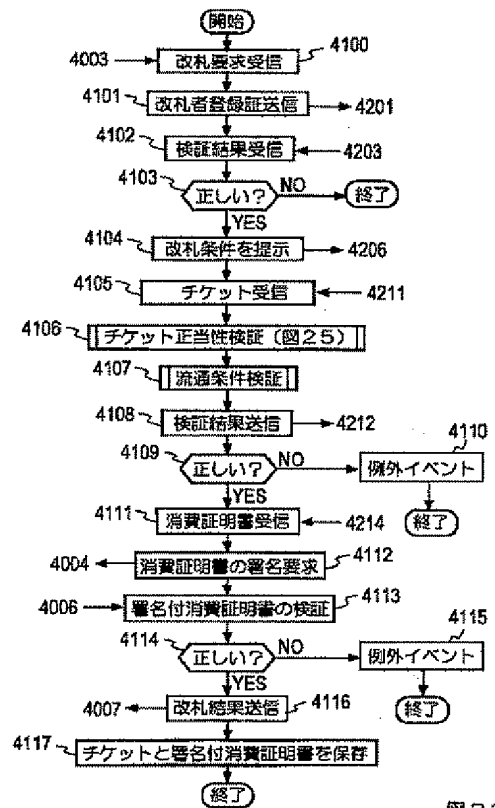 開始
4003 改札要求受信 4100
4101 改札者登録証送信 4201
4102 検証結果受信 4203
4103 正しい? NO 終了
YES
4104 改札条件を提示 4206
4105 チケット受信 4211
4106 チケット正当性検証(図25)
4107 流通条件検証
4108 検証結果送信 4212
4109 正しい? NO 例外イベント 4110
YES 終了
4111 消費証明書受信 4214
4004 消費証明書の署名要求 4112
4006 署名付消費証明書の検証 4113
4114 正しい? NO 例外イベント 4115
YES 終了
4007 改札結果送信 4116
4117 チケットと署名付消費証明書を保存
終了